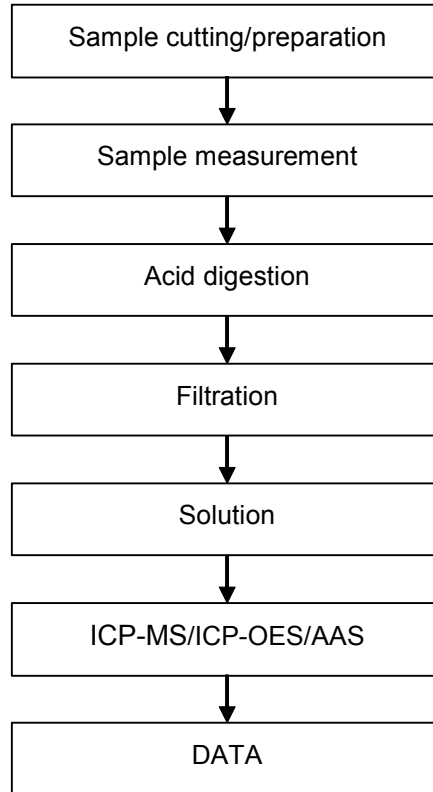 Sample cutting/preparation
Sample measurement
Acid digestion
Filtration
Solution
ICP-MS/ICP-OES/AAS
DATA